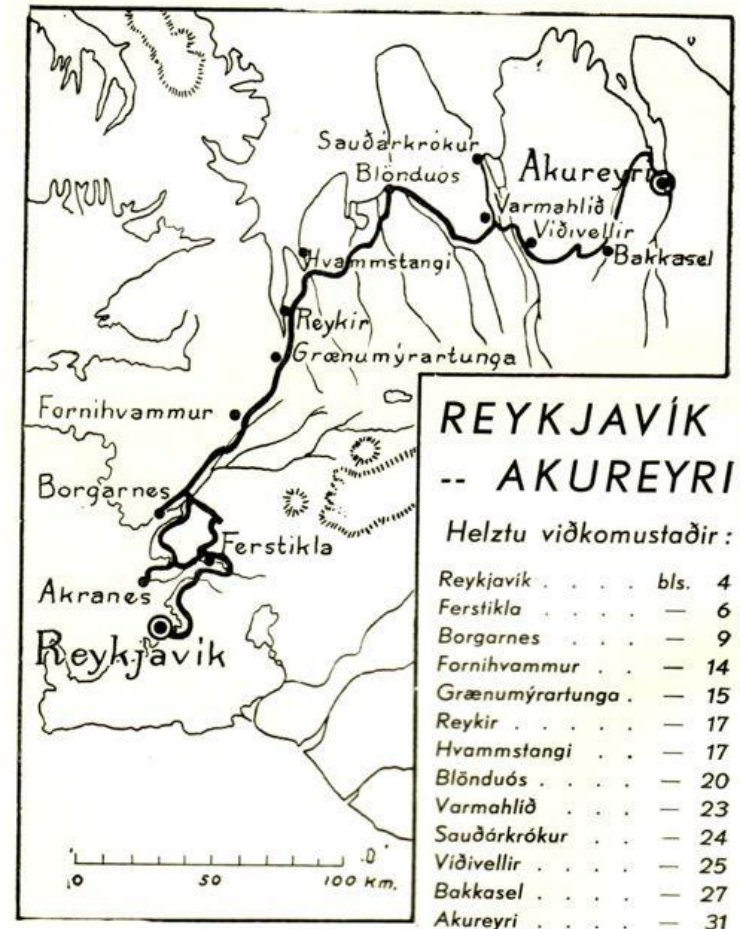 Sauðárkrókur
Blönduós
Akureyri
Varmahlíð
Víðivellir
Bakkasel
Hvammstangi
Reykir
Grænumýrartunga
Fornihvammur
Borgarnes
Ferstikla
Akranes
Reykjavík
0 50 100 Km.
REYKJAVÍK
-- AKUREYRI
Helztu viðkomustaðir :
Reykjavík . . . . bls. 4
Ferstikla . . . . — 6
Borgarnes . . . — 9
Fornihvammur . . — 14
Grænumýrartunga . — 15
Reykir . . . . . — 17
Hvammstangi . . — 17
Blönduós . . . . — 20
Varmahlíð . . . — 23
Sauðárkrókur . . — 24
Víðivellir . . . . — 25
Bakkasel . . . . — 27
Akureyri . . . . — 31